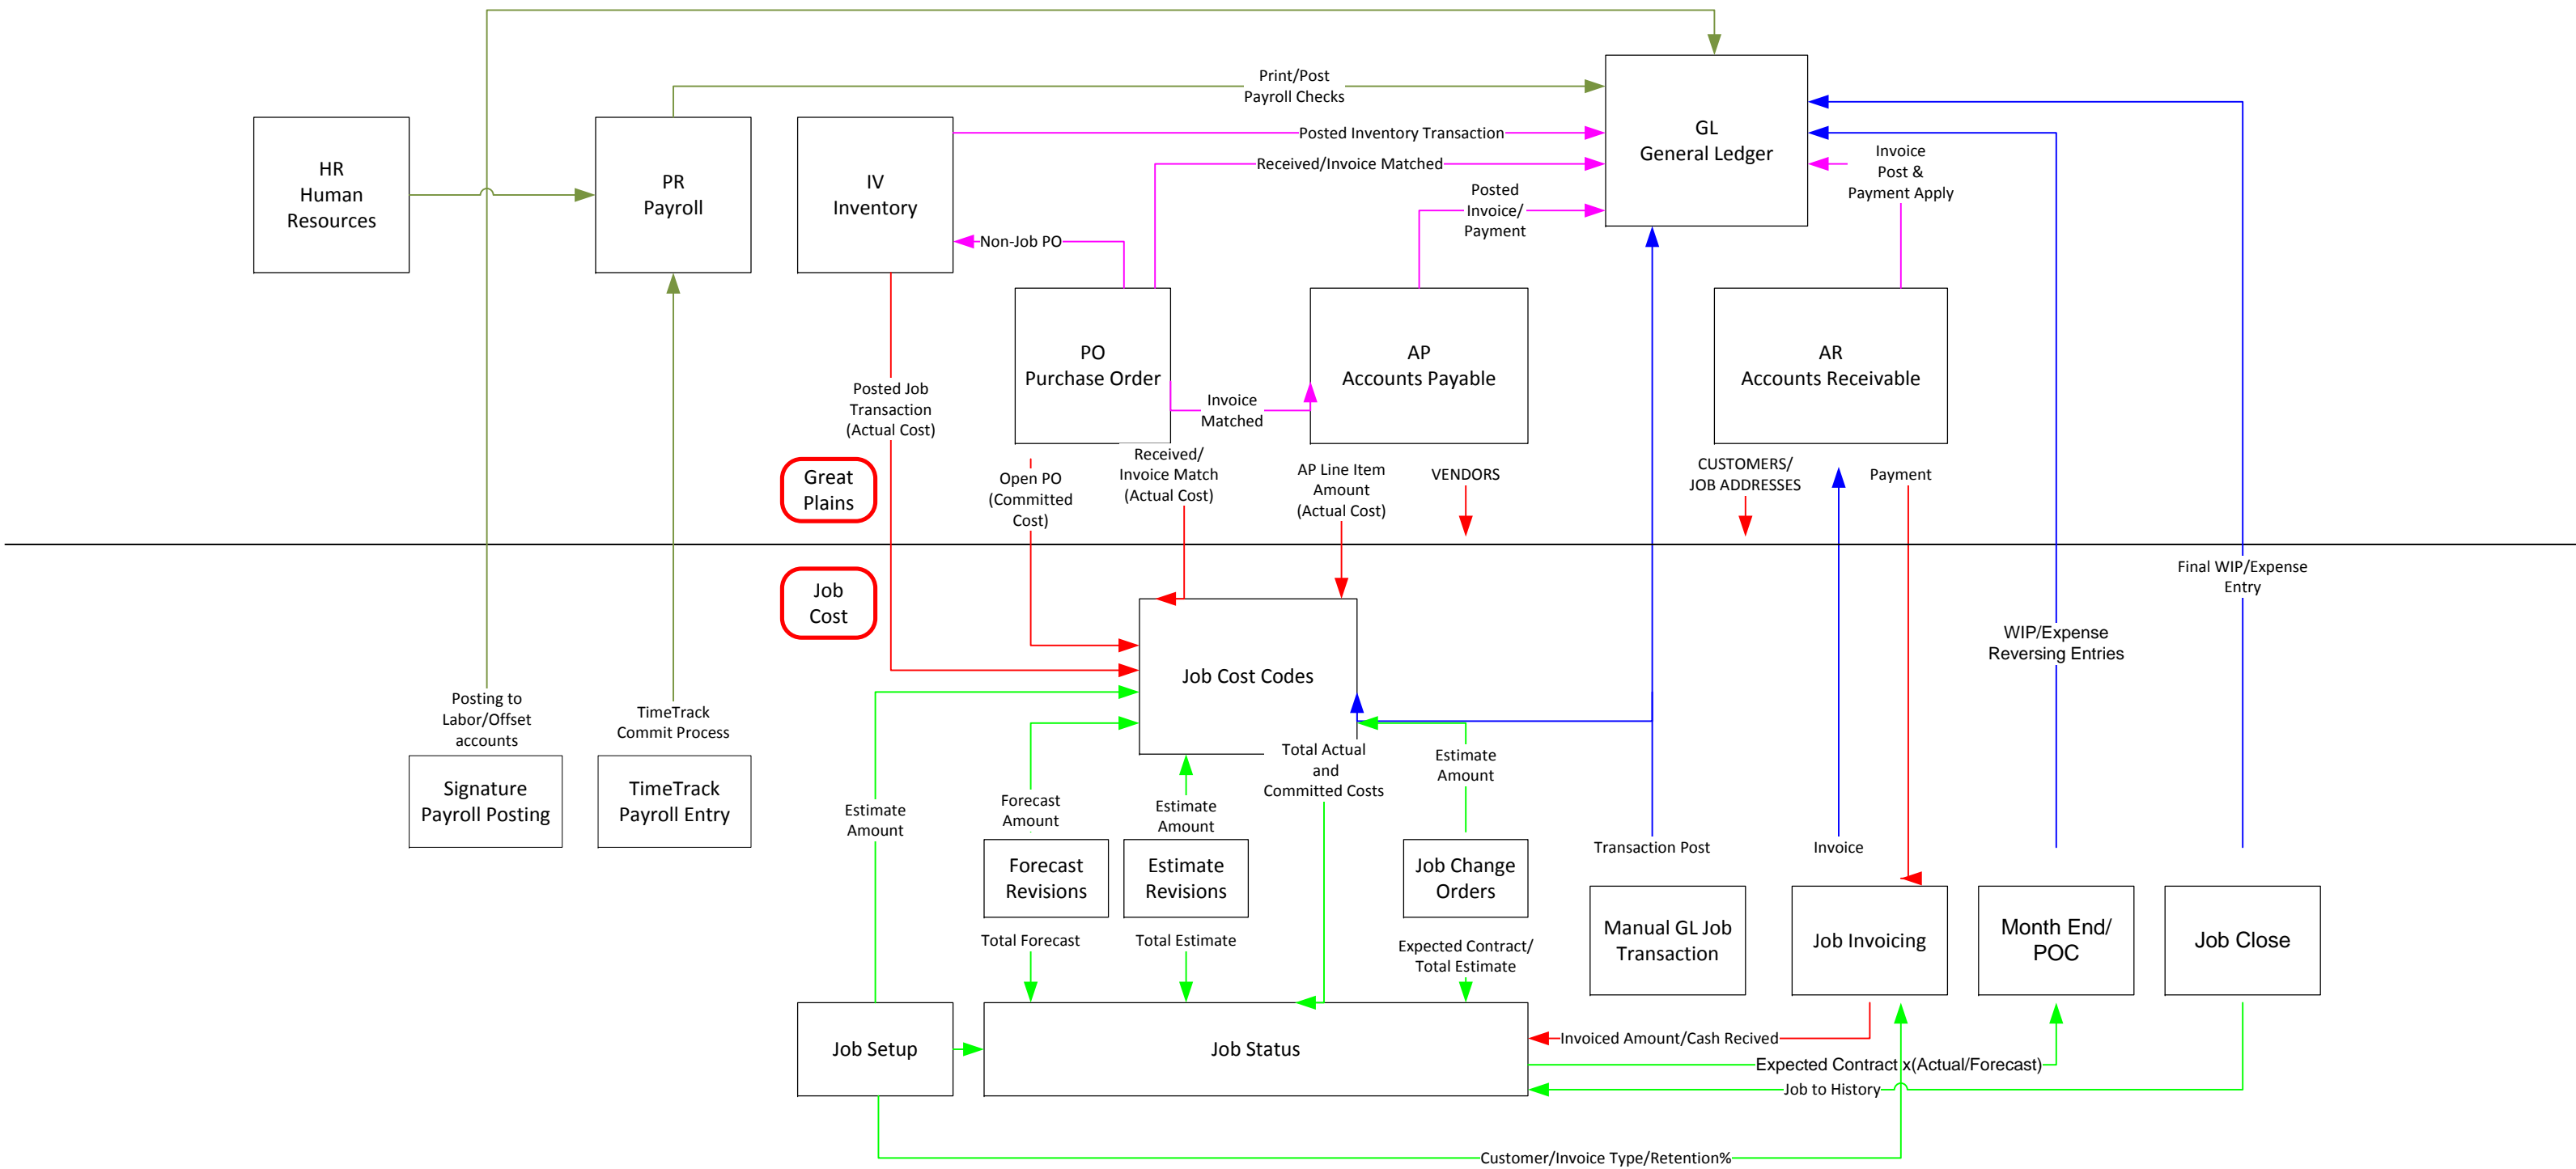 Print/Post
Payroll Checks
HR
Human
Resources
PR
Payroll
IV
Inventory
Posted Inventory Transaction
Received/Invoice Matched
GL
General Ledger
Invoice
Post &
Payment Apply
Posted
Invoice/
Payment
Non-Job PO
PO
Purchase Order
AP
Accounts Payable
AR
Accounts Receivable
Posted Job
Transaction
(Actual Cost)
Invoice
Matched
Great
Plains
Open PO
(Committed
Cost)
Received/
Invoice Match
(Actual Cost)
AP Line Item
Amount
(Actual Cost)
VENDORS
CUSTOMERS/
JOB ADDRESSES
Payment
Job
Cost
Final WIP/Expense
Entry
WIP/Expense
Reversing Entries
Job Cost Codes
Posting to
Labor/Offset
accounts
TimeTrack
Commit Process
Signature
Payroll Posting
TimeTrack
Payroll Entry
Estimate
Amount
Forecast
Amount
Estimate
Amount
Total Actual
and
Committed Costs
Estimate
Amount
Transaction Post
Invoice
Forecast
Revisions
Estimate
Revisions
Job Change
Orders
Manual GL Job
Transaction
Job Invoicing
Month End/
POC
Job Close
Total Forecast
Total Estimate
Expected Contract/
Total Estimate
Job Setup
Job Status
Invoiced Amount/Cash Recived
Expected Contract x(Actual/Forecast)
Job to History
Customer/Invoice Type/Retention%